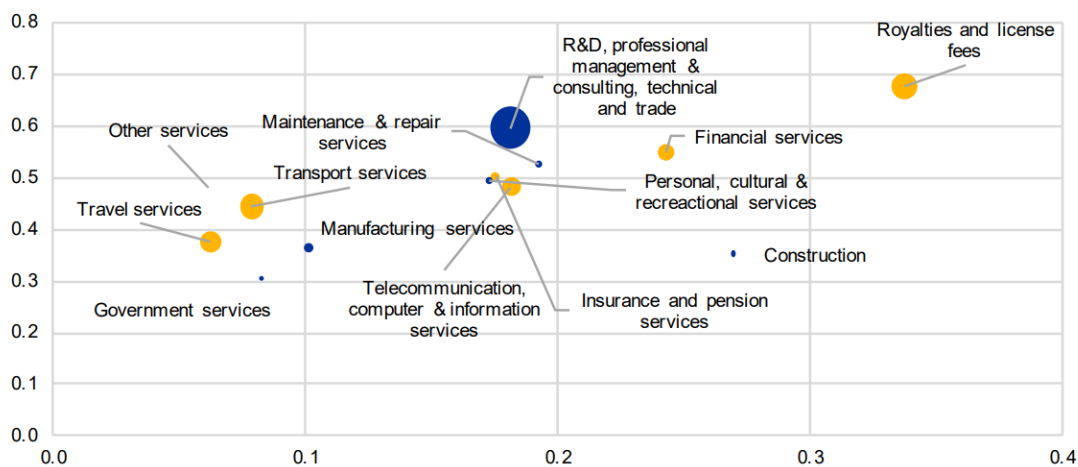 0.8
0.7
0.6
0.5
0.4
0.3
0.2
0.1
0.0
0.0
0.1
0.2
0.3
0.4
Royalties and license
fees
R&D, professional
management &
consulting, technical
and trade
Other services
Maintenance & repair
services
Financial services
Transport services
Personal, cultural &
recreactional services
Travel services
Manufacturing services
Construction
Government services
Telecommunication,
computer & information
services
Insurance and pension
services